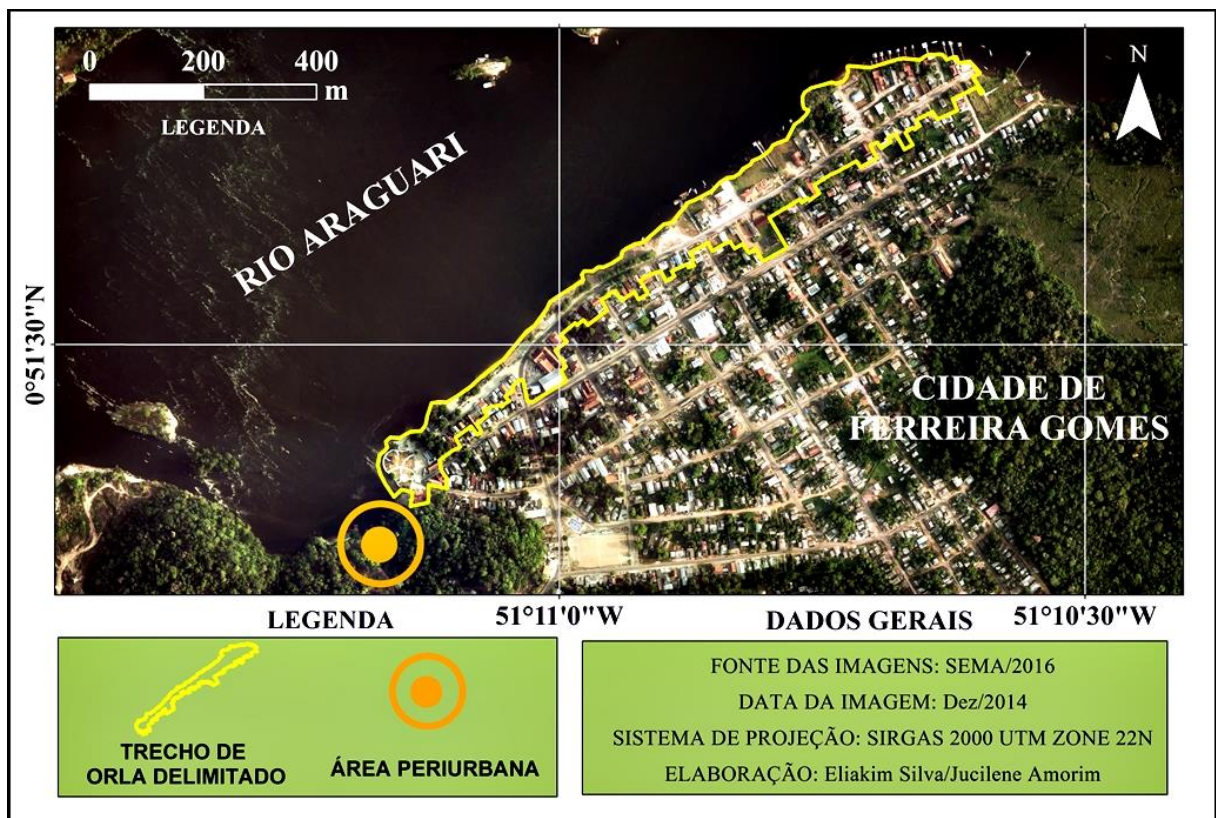 0 200 400
m
LEGENDA
N
RIO ARAGUARI
0°51'30"N
CIDADE DE
FERREIRA GOMES
LEGENDA
51°11'0"W
DADOS GERAIS
51°10'30"W
TRECHO DE
ORLA DELIMITADO
ÁREA PERIURBANA
FONTE DAS IMAGENS: SEMA/2016
DATA DA IMAGEM: Dez/2014
SISTEMA DE PROJEÇÃO: SIRGAS 2000 UTM ZONE 22N
ELABORAÇÃO: Eliakim Silva/Jucilene Amorim